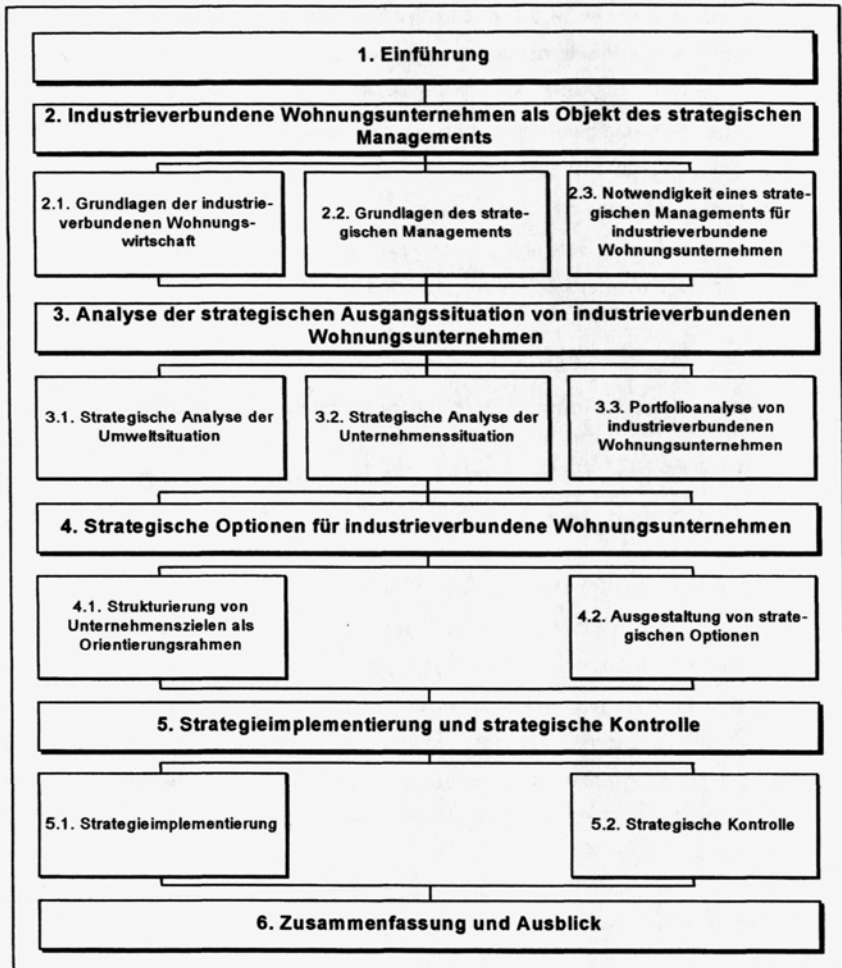 1. Einführung
2. Industrieverbundene Wohnungsunternehmen als Objekt des strategischen
Managements
2.1. Grundlagen der industrie-
verbundenen Wohnungs-
wirtschaft
2.2. Grundlagen des strate-
gischen Managements
2.3. Notwendigkeit eines strate-
gischen Managements für
industrieverbundene
Wohnungsunternehmen
3. Analyse der strategischen Ausgangssituation von industrieverbundenen
Wohnungsunternehmen
3.1. Strategische Analyse der
Umweltsituation
3.2. Strategische Analyse der
Unternehmenssituation
3.3. Portfolioanalyse von
industrieverbundenen
Wohnungsunternehmen
4. Strategische Optionen für industrieverbundene Wohnungsunternehmen
4.1. Strukturierung von
Unternehmenszielen als
Orientierungsrahmen
4.2. Ausgestaltung von strate-
gischen Optionen
5. Strategieimplementierung und strategische Kontrolle
5.1. Strategieimplementierung
5.2. Strategische Kontrolle
6. Zusammenfassung und Ausblick